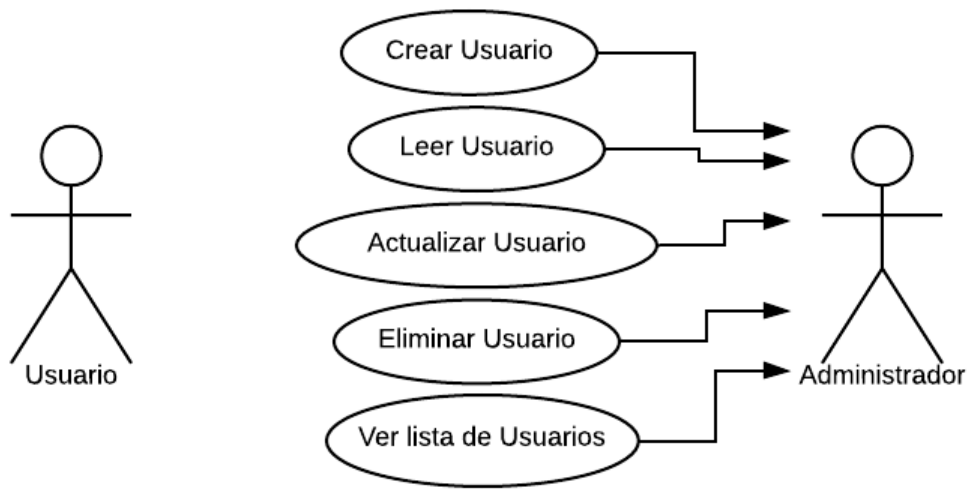 Crear Usuario
Leer Usuario
Actualizar Usuario
Eliminar Usuario
Usuario
Administrador
Ver lista de Usuarios